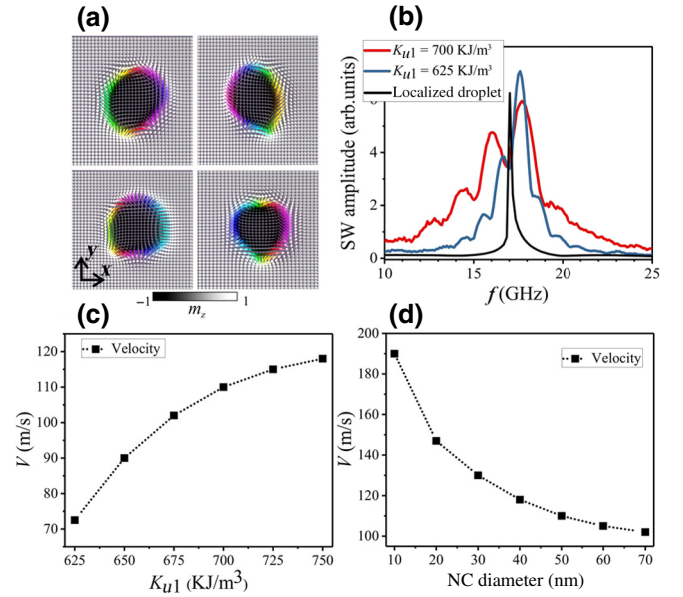 (a)
y
x
−1
1
m_z
(b)
K_u1 = 700 KJ/m³
K_u1 = 625 KJ/m³
Localized droplet
SW amplitude (arb.units)
6
4
2
0
10 15 20 25
f (GHz)
(c)
Velocity
V (m/s)
120
110
100
90
80
70
625 650 675 700 725 750
K_u1 (KJ/m³)
(d)
Velocity
V (m/s)
200
180
160
140
120
100
10 20 30 40 50 60 70
NC diameter (nm)